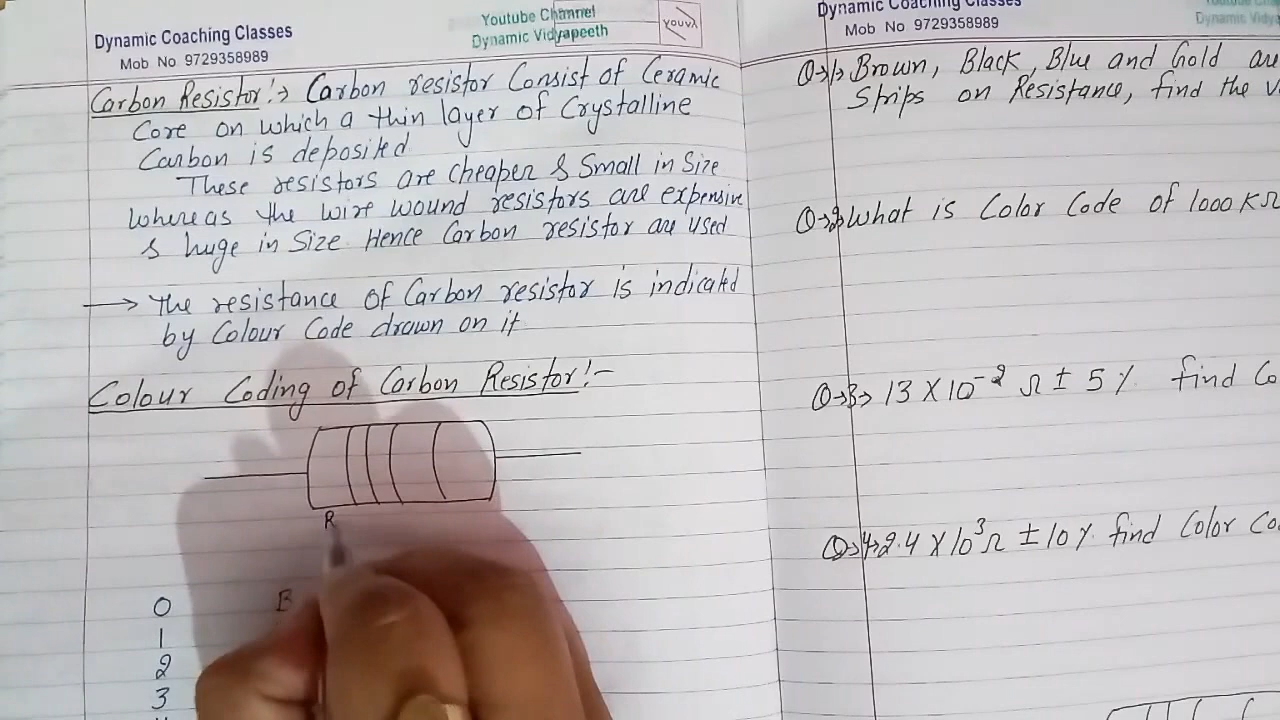 Dynamic Coaching Classes
Mob No 9729358989
Youtube Channel
Dynamic Vidyapeeth
youva
Carbon Resistor:→ Carbon resistor Consist of Ceramic
Core on which a thin layer of Crystalline
Carbon is deposited
These resistors are cheaper & Small in Size
Whereas the wire wound resistors are expensive
& huge in Size. Hence Carbon resistor are used
→ The resistance of Carbon resistor is indicated
by Colour Code drawn on it
Colour Coding of Carbon Resistor:-
R
0 B
1
2
3
Dynamic Coaching Classes
Mob No 9729358989
Dynamic
Q→1→ Brown, Black, Blue and Gold are
Strips on Resistance, find the
Q→2→ What is Color Code of 1000 KΩ
Q→3→ 13 X 10⁻² Ω ± 5 % find Co
Q→4→ 2.4 X 10³ Ω ± 10 % find Color Co